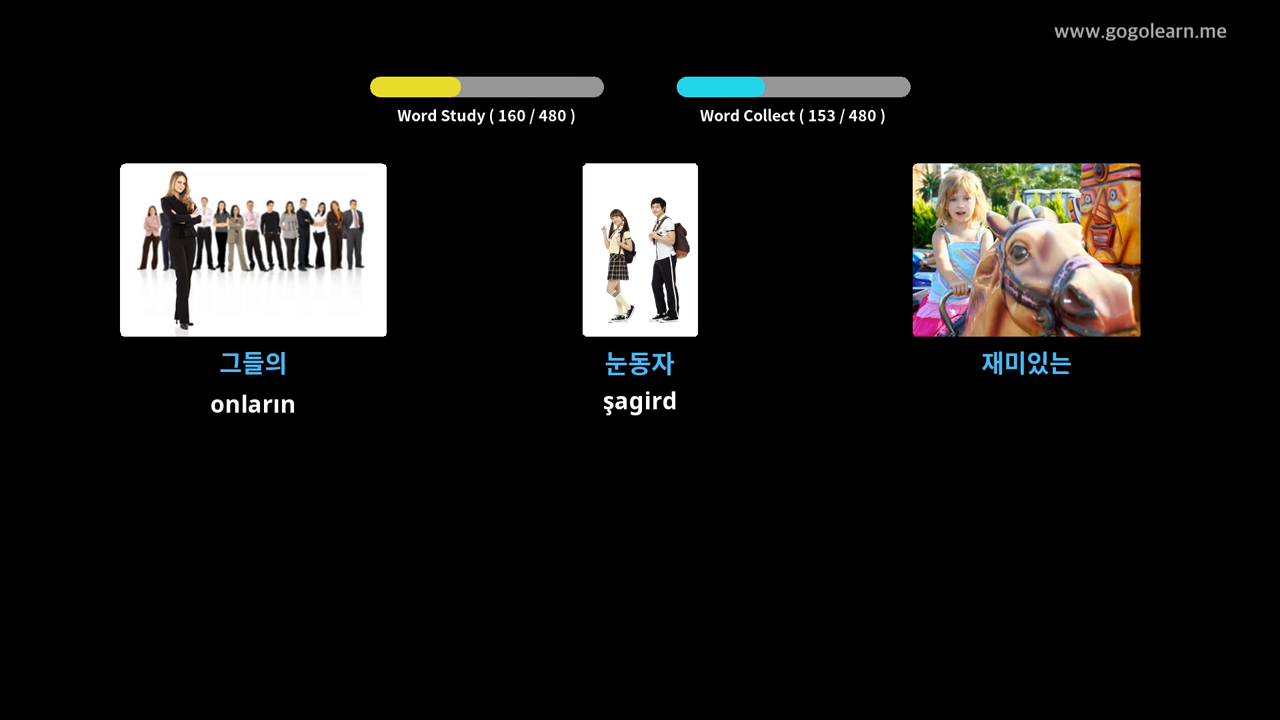 www.gogolearn.me
Word Study ( 160 / 480 )
Word Collect ( 153 / 480 )
그들의
눈동자
재미있는
onların
şagird